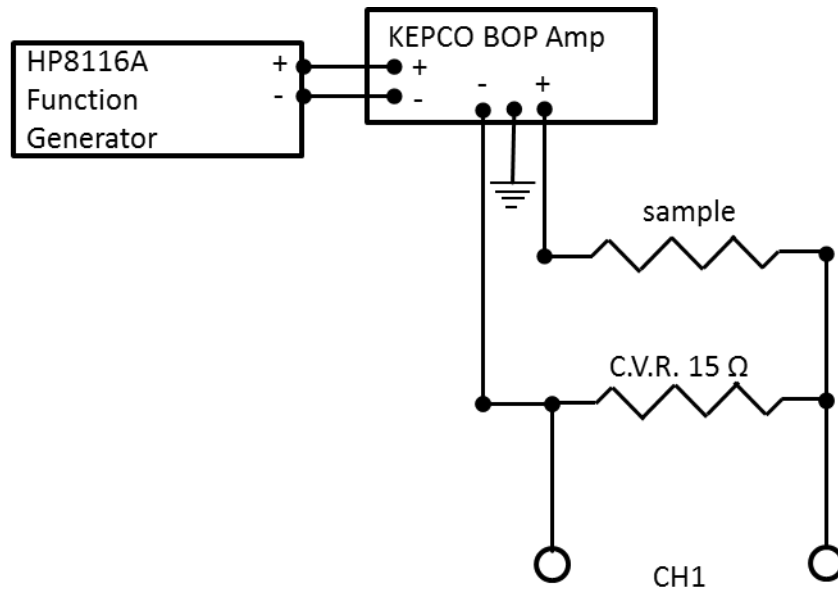 HP8116A +
Function -
Generator
KEPCO BOP Amp
+
-
- +
sample
C.V.R. 15 Ω
CH1